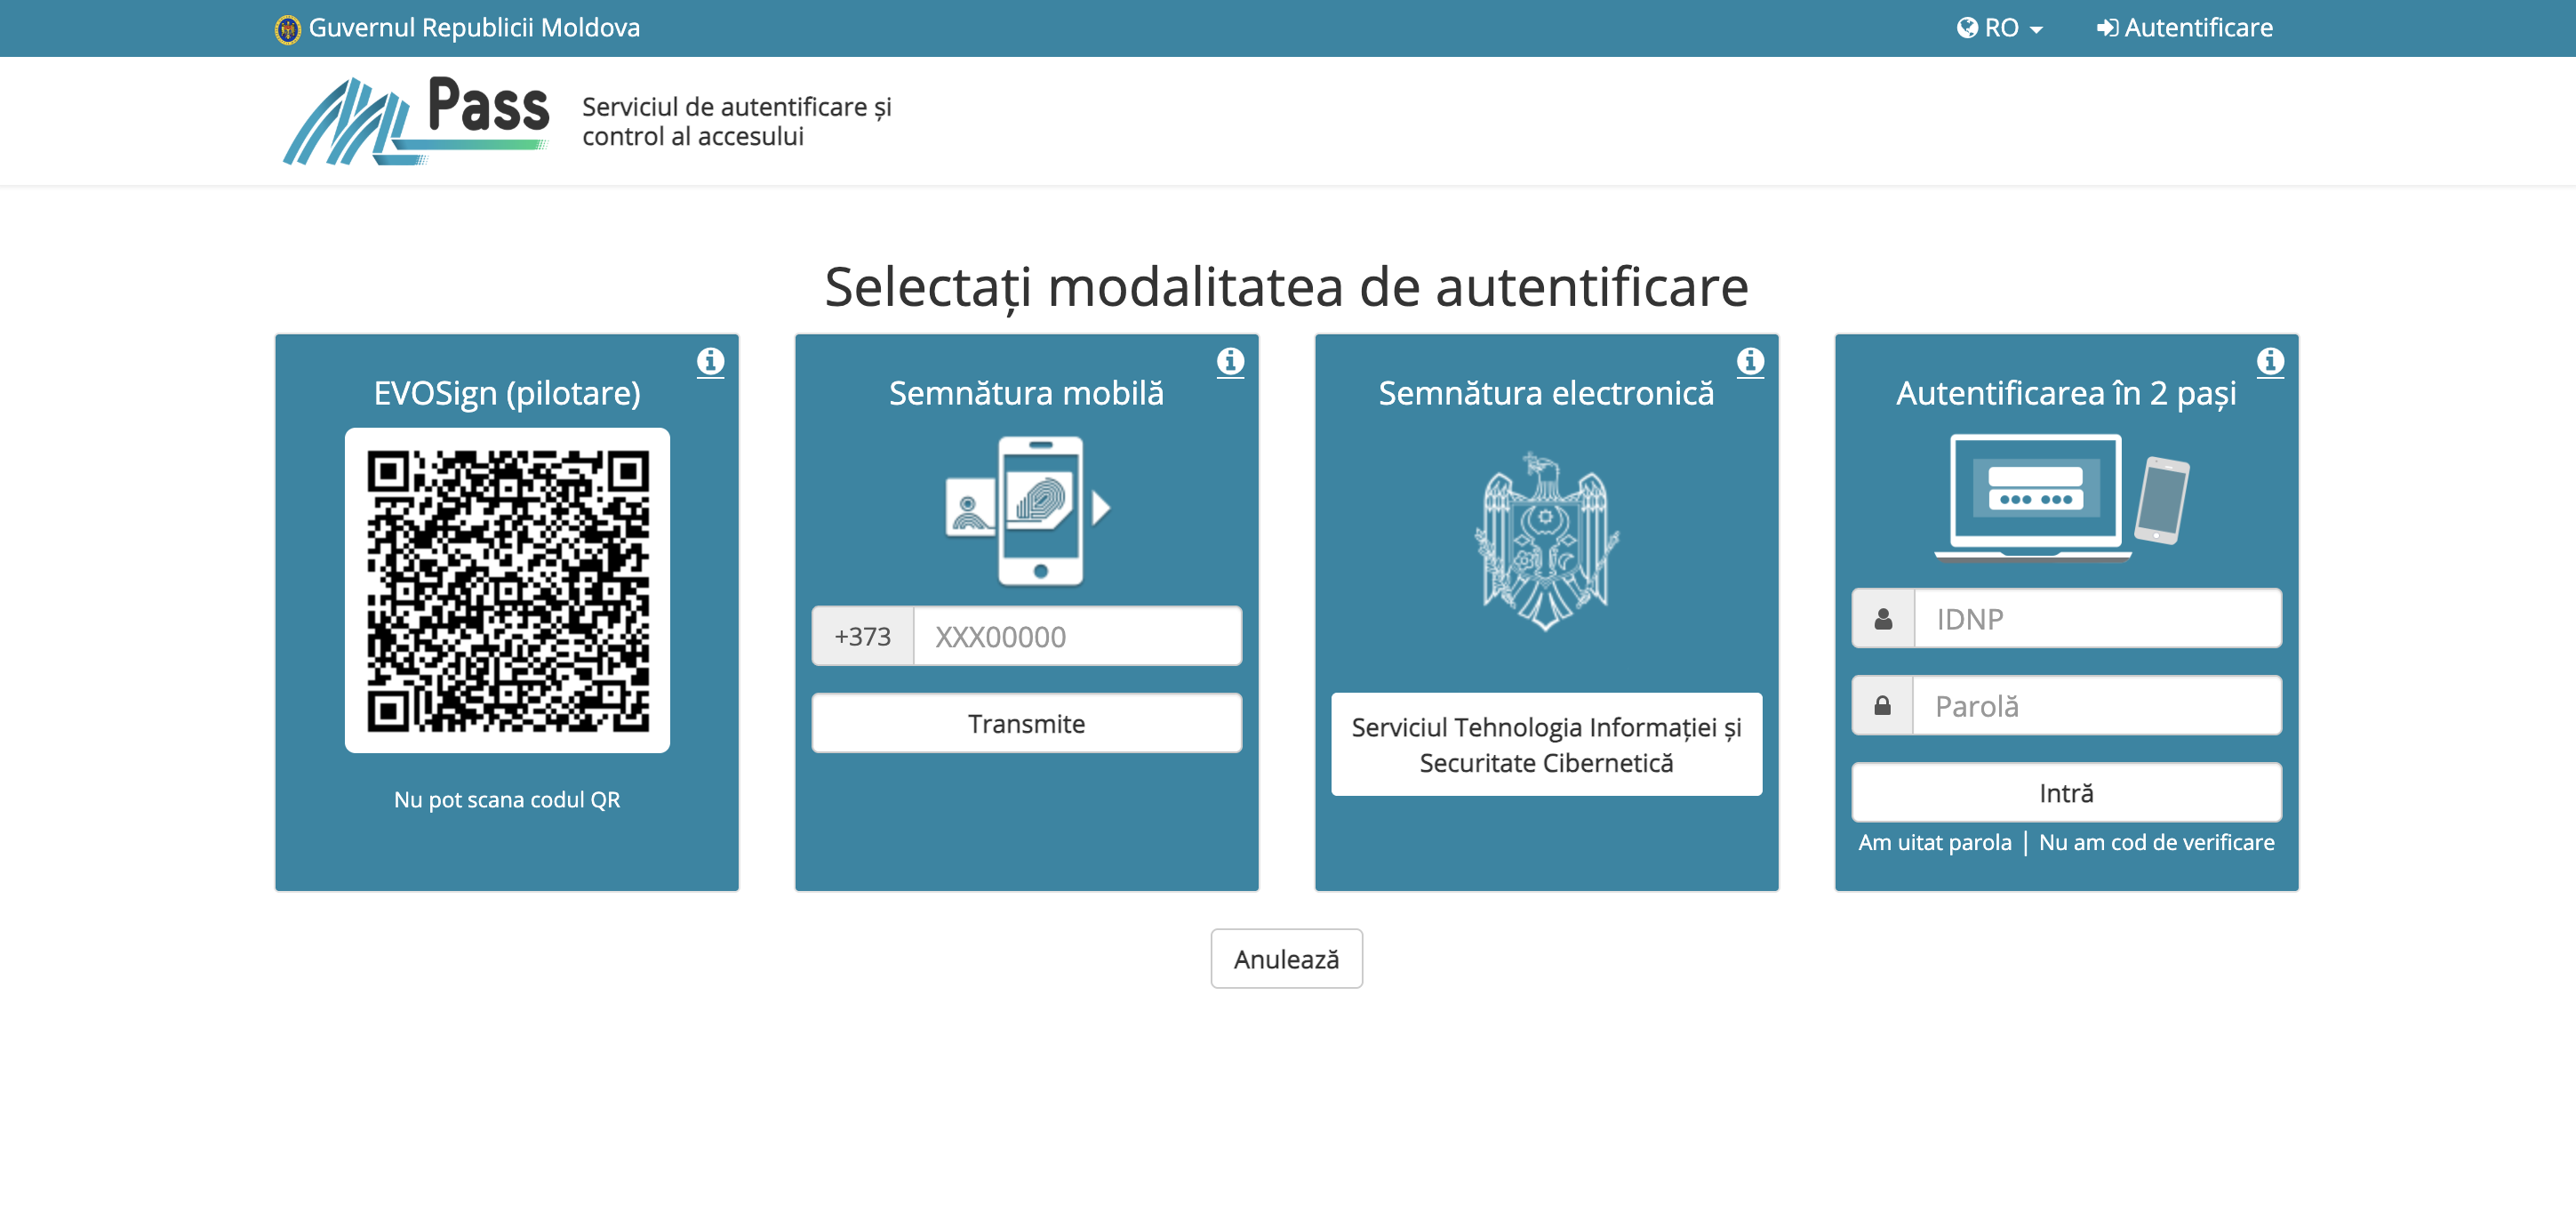 Guvernul Republicii Moldova
RO
Autentificare
Pass
Serviciul de autentificare și
control al accesului
Selectați modalitatea de autentificare
EVOSign (pilotare)
Nu pot scana codul QR
Semnătura mobilă
+373
XXX00000
Transmite
Semnătura electronică
Serviciul Tehnologia Informației și
Securitate Cibernetică
Autentificarea în 2 pași
IDNP
Parolă
Intră
Am uitat parola | Nu am cod de verificare
Anulează